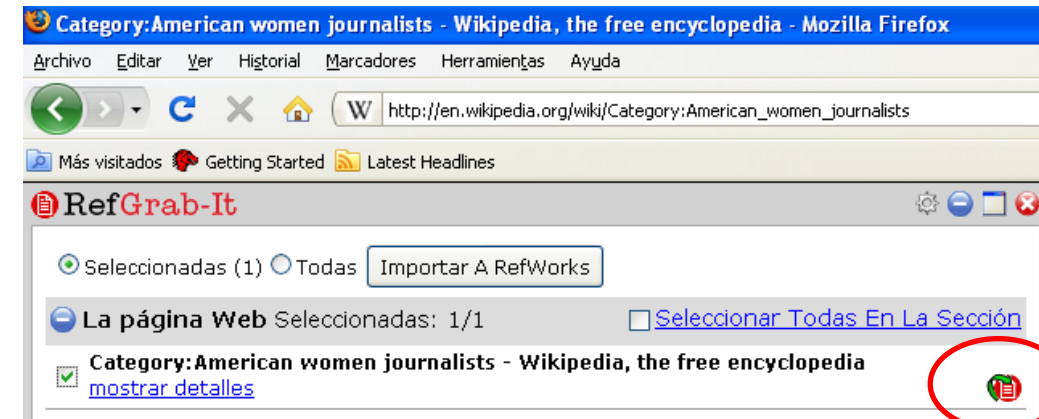 Category:American women journalists - Wikipedia, the free encyclopedia - Mozilla Firefox
Archivo Editar Ver Historial Marcadores Herramientas Ayuda
W http://en.wikipedia.org/wiki/Category:American_women_journalists
Más visitados Getting Started Latest Headlines
RefGrab-It
Seleccionadas (1) Todas Importar A RefWorks
La página Web Seleccionadas: 1/1 Seleccionar Todas En La Sección
Category:American women journalists - Wikipedia, the free encyclopedia
mostrar detalles